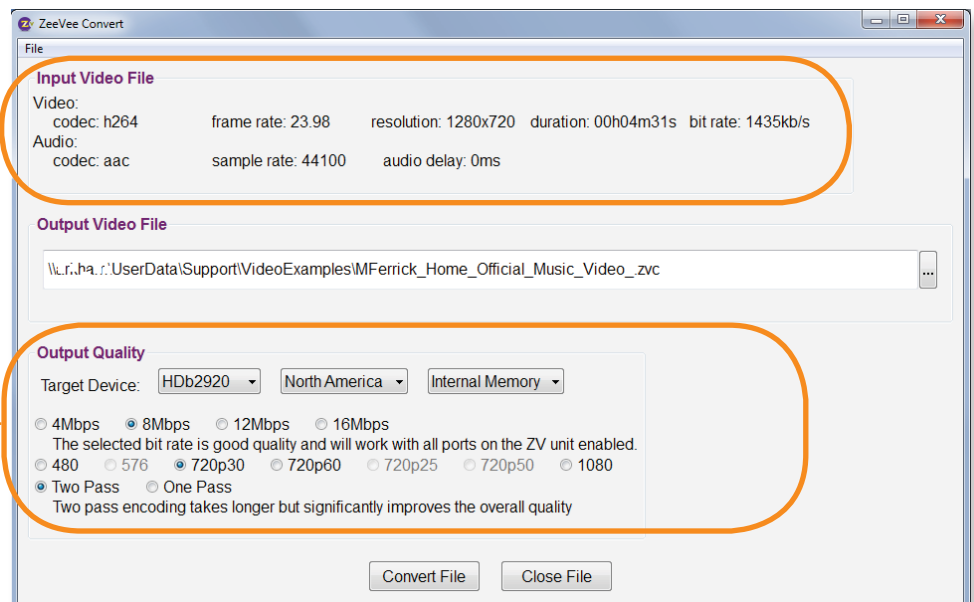 ZeeVee Convert
File
Input Video File
Video:
codec: h264 frame rate: 23.98 resolution: 1280x720 duration: 00h04m31s bit rate: 1435kb/s
Audio:
codec: aac sample rate: 44100 audio delay: 0ms
Output Video File
\UserData\Support\VideoExamples\MFerrick_Home_Official_Music_Video_.zvc ...
Output Quality
Target Device: HDb2920 North America Internal Memory
4Mbps 8Mbps 12Mbps 16Mbps
The selected bit rate is good quality and will work with all ports on the ZV unit enabled.
480 576 720p30 720p60 720p25 720p50 1080
Two Pass One Pass
Two pass encoding takes longer but significantly improves the overall quality
Convert File Close File